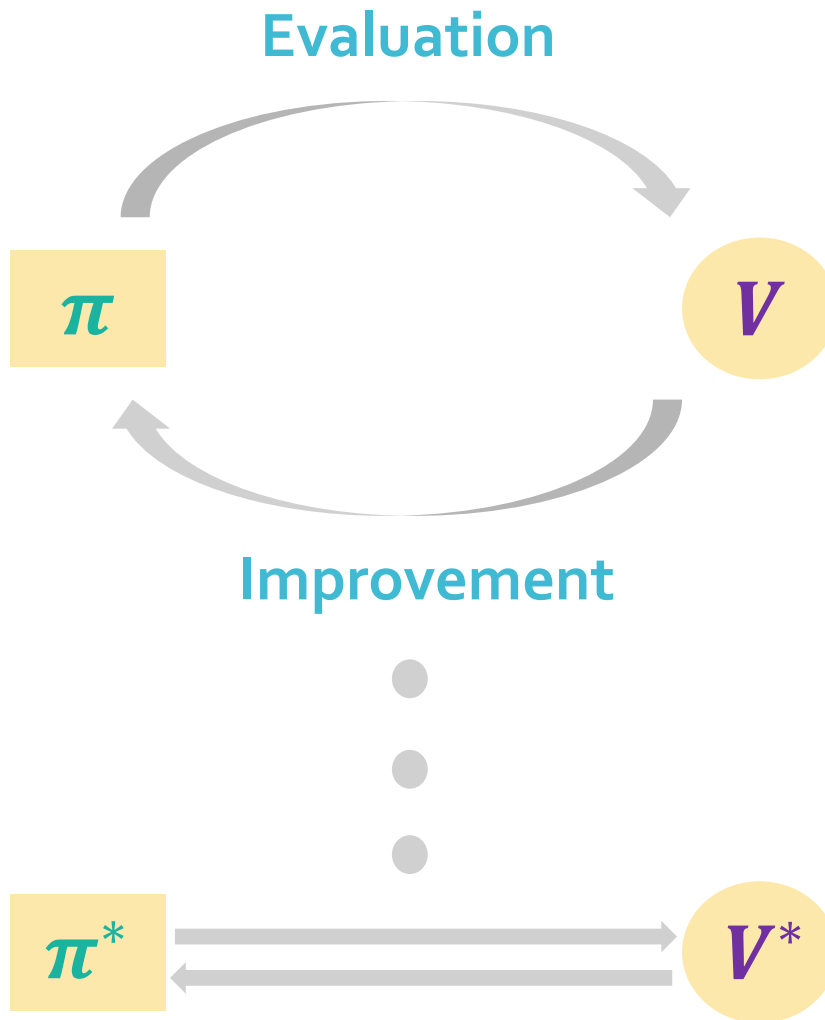 Evaluation
π V
Improvement
π* V*